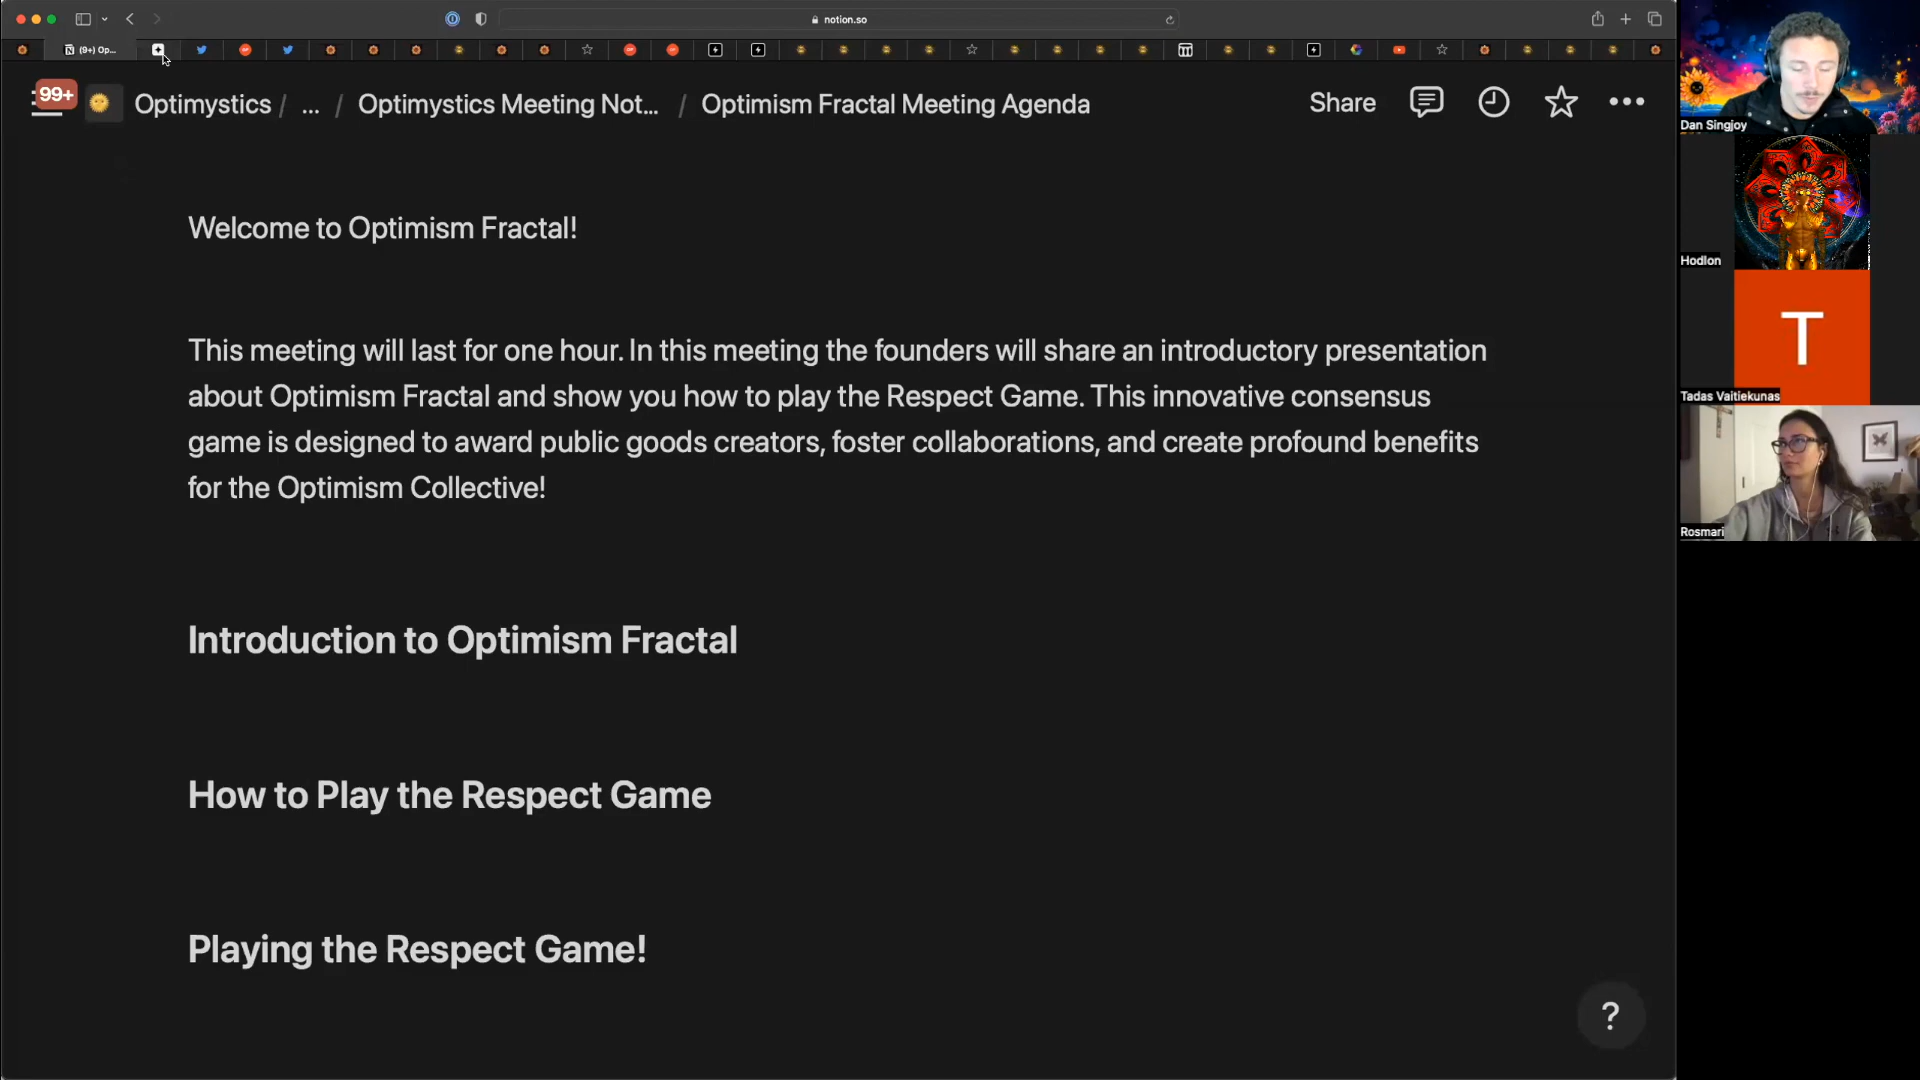 notion.so
(9+) Op...
99+
Optimystics / ... / Optimystics Meeting Not... / Optimism Fractal Meeting Agenda
Share
Welcome to Optimism Fractal!
This meeting will last for one hour. In this meeting the founders will share an introductory presentation
about Optimism Fractal and show you how to play the Respect Game. This innovative consensus
game is designed to award public goods creators, foster collaborations, and create profound benefits
for the Optimism Collective!
Introduction to Optimism Fractal
How to Play the Respect Game
Playing the Respect Game!
?
Dan Singjoy
Hodlon
T
Tadas Vaitiekunas
Rosmari